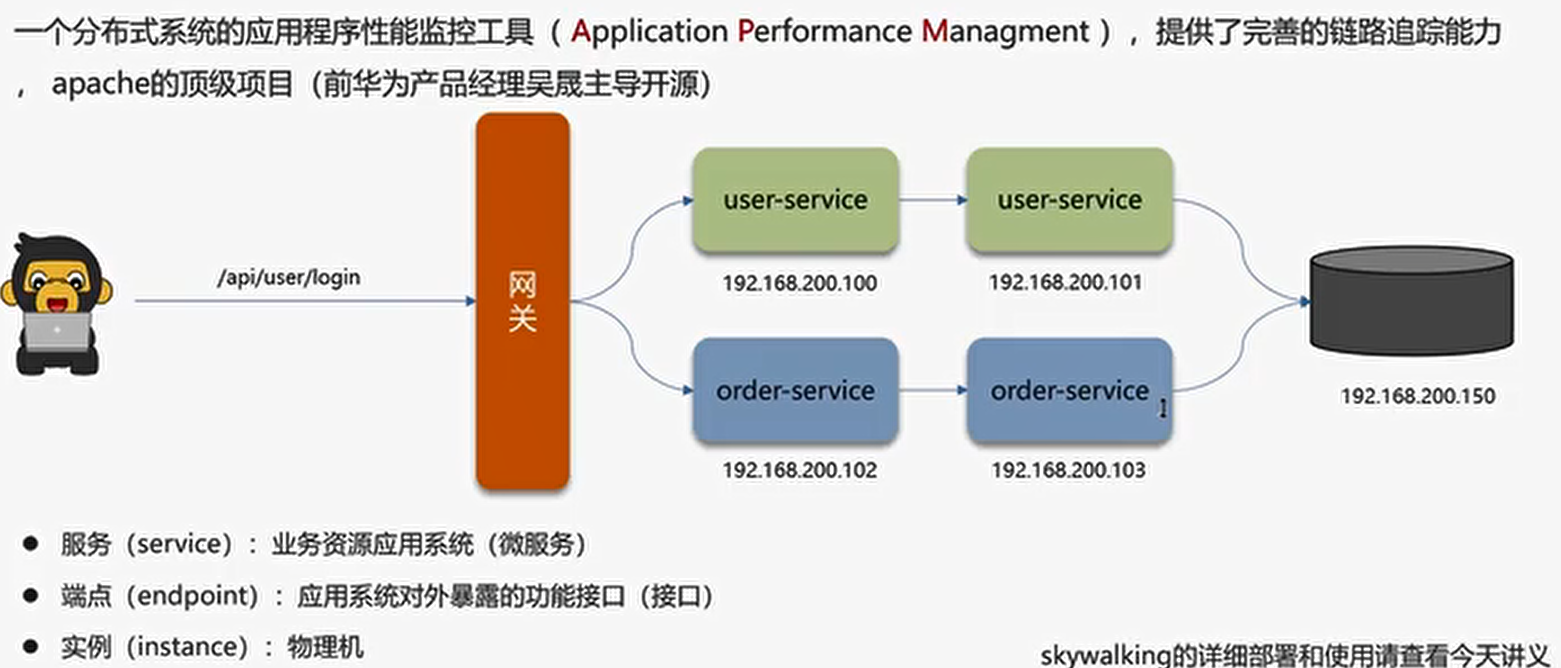 一个分布式系统的应用程序性能监控工具（ Application Performance Managment ），提供了完善的链路追踪能力
， apache的顶级项目（前华为产品经理吴晟主导开源）
/api/user/login
网关
user-service
user-service
192.168.200.100
192.168.200.101
order-service
order-service
192.168.200.102
192.168.200.103
192.168.200.150
● 服务（service）：业务资源应用系统（微服务）
● 端点（endpoint）：应用系统对外暴露的功能接口（接口）
● 实例（instance）：物理机
skywalking的详细部署和使用请查看今天讲义